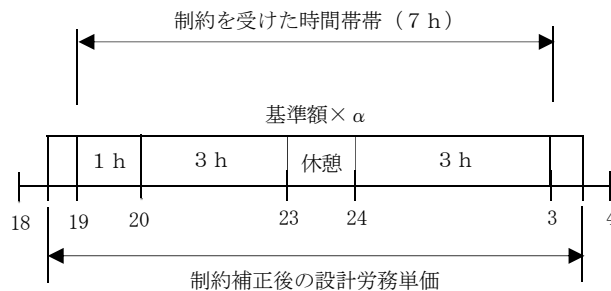 制約を受けた時間帯帯（7ｈ）
基準額×α
１ｈ ３ｈ 休憩 ３ｈ
18 19 20 23 24 3 4
制約補正後の設計労務単価